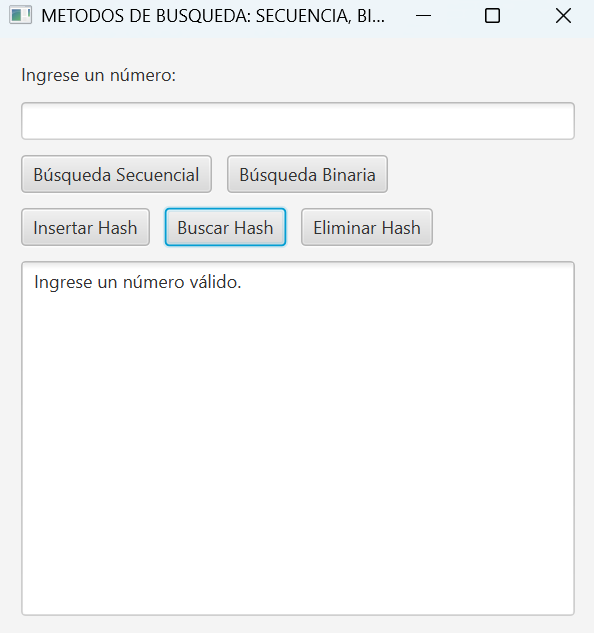 METODOS DE BUSQUEDA: SECUENCIA, BI...
Ingrese un número:
Búsqueda Secuencial Búsqueda Binaria
Insertar Hash Buscar Hash Eliminar Hash
Ingrese un número válido.